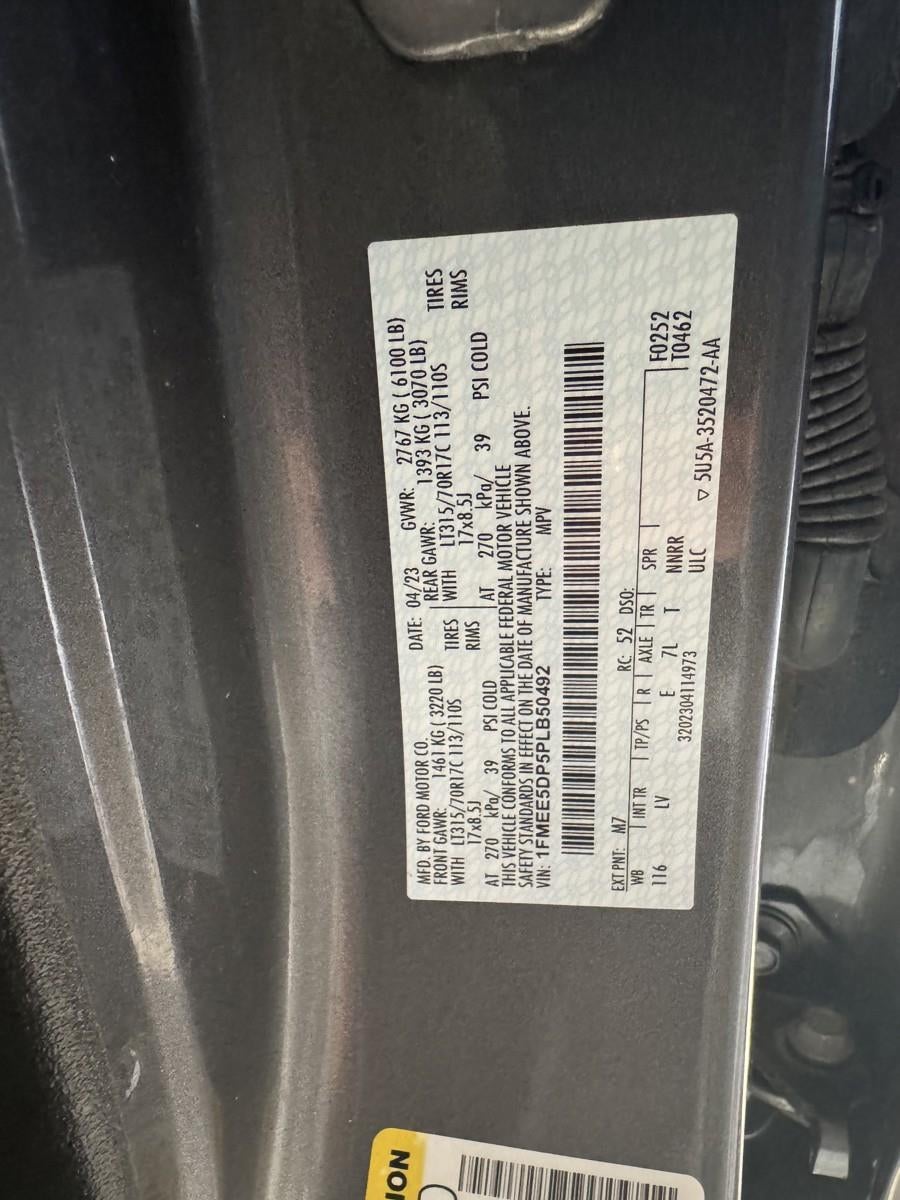 MFD. BY FORD MOTOR CO.
DATE: 04/23 GVWR: 2767 KG ( 6100 LB)
FRONT GAWR: 1461 KG ( 3220 LB) REAR GAWR: 1393 KG ( 3070 LB)
WITH LT315/70R17C 113/110S TIRES WITH LT315/70R17C 113/110S TIRES
17x8.5J RIMS 17x8.5J RIMS
AT 270 kPa/ 39 PSI COLD AT 270 kPa/ 39 PSI COLD
THIS VEHICLE CONFORMS TO ALL APPLICABLE FEDERAL MOTOR VEHICLE
SAFETY STANDARDS IN EFFECT ON THE DATE OF MANUFACTURE SHOWN ABOVE.
VIN: 1FMEE5DP5PLB50492 TYPE: MPV
EXT PNT: M7 RC: 52 DSO:
WB INT TR TP/PS R AXLE TR SPR F0252
116 LV E 7L T NNRR T0462
3202304114973 ULC
▽ 5U5A-3520472-AA
ION